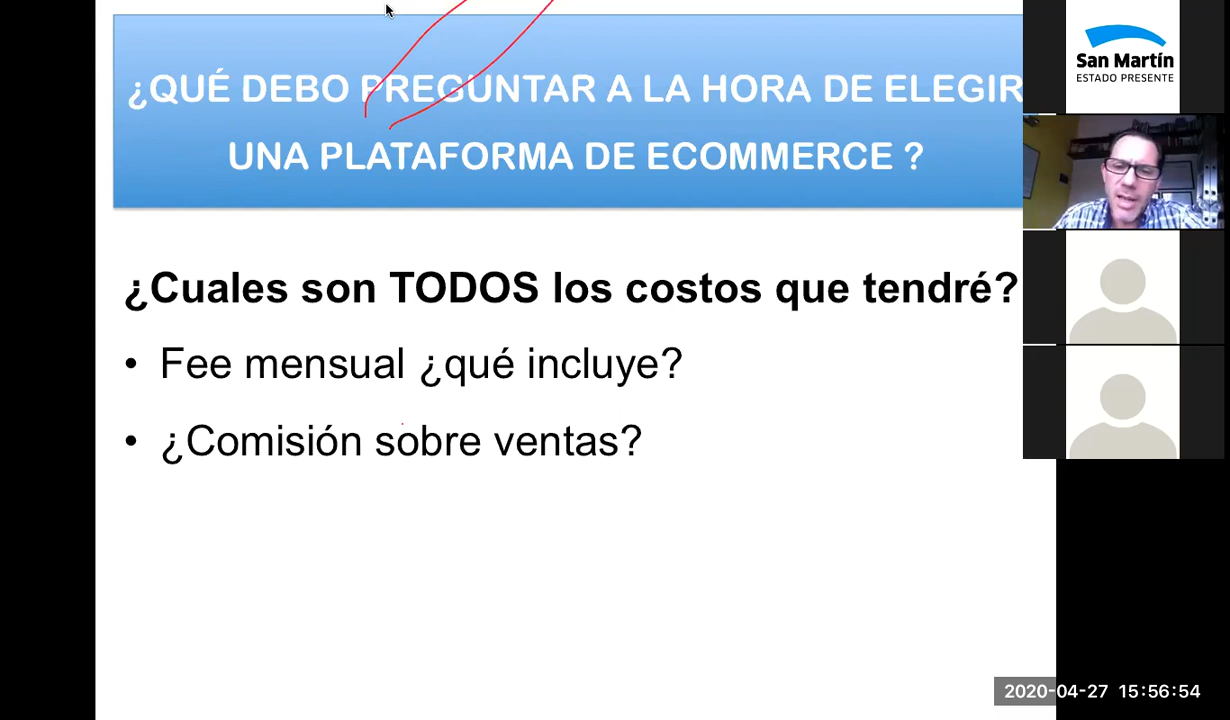 ¿QUÉ DEBO PREGUNTAR A LA HORA DE ELEGIR
UNA PLATAFORMA DE ECOMMERCE ?
San Martín
ESTADO PRESENTE
¿Cuales son TODOS los costos que tendré?
• Fee mensual ¿qué incluye?
• ¿Comisión sobre ventas?
2020-04-27 15:56:54